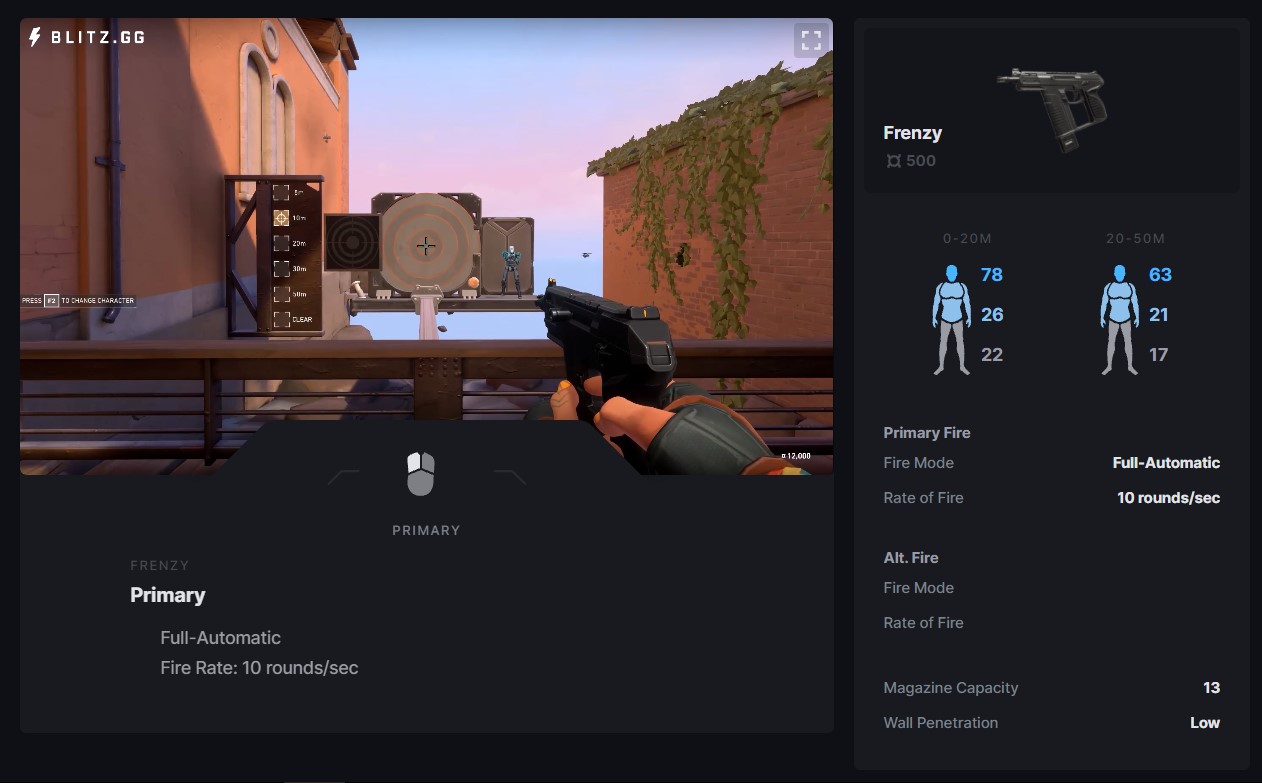 BLITZ.GG
5m
10m
20m
30m
50m
CLEAR
PRESS F2 TO CHANGE CHARACTER
¤ 12,000
PRIMARY
FRENZY
Primary
Full-Automatic
Fire Rate: 10 rounds/sec
Frenzy
¤ 500
0-20M 20-50M
78 63
26 21
22 17
Primary Fire
Fire Mode Full-Automatic
Rate of Fire 10 rounds/sec
Alt. Fire
Fire Mode
Rate of Fire
Magazine Capacity 13
Wall Penetration Low